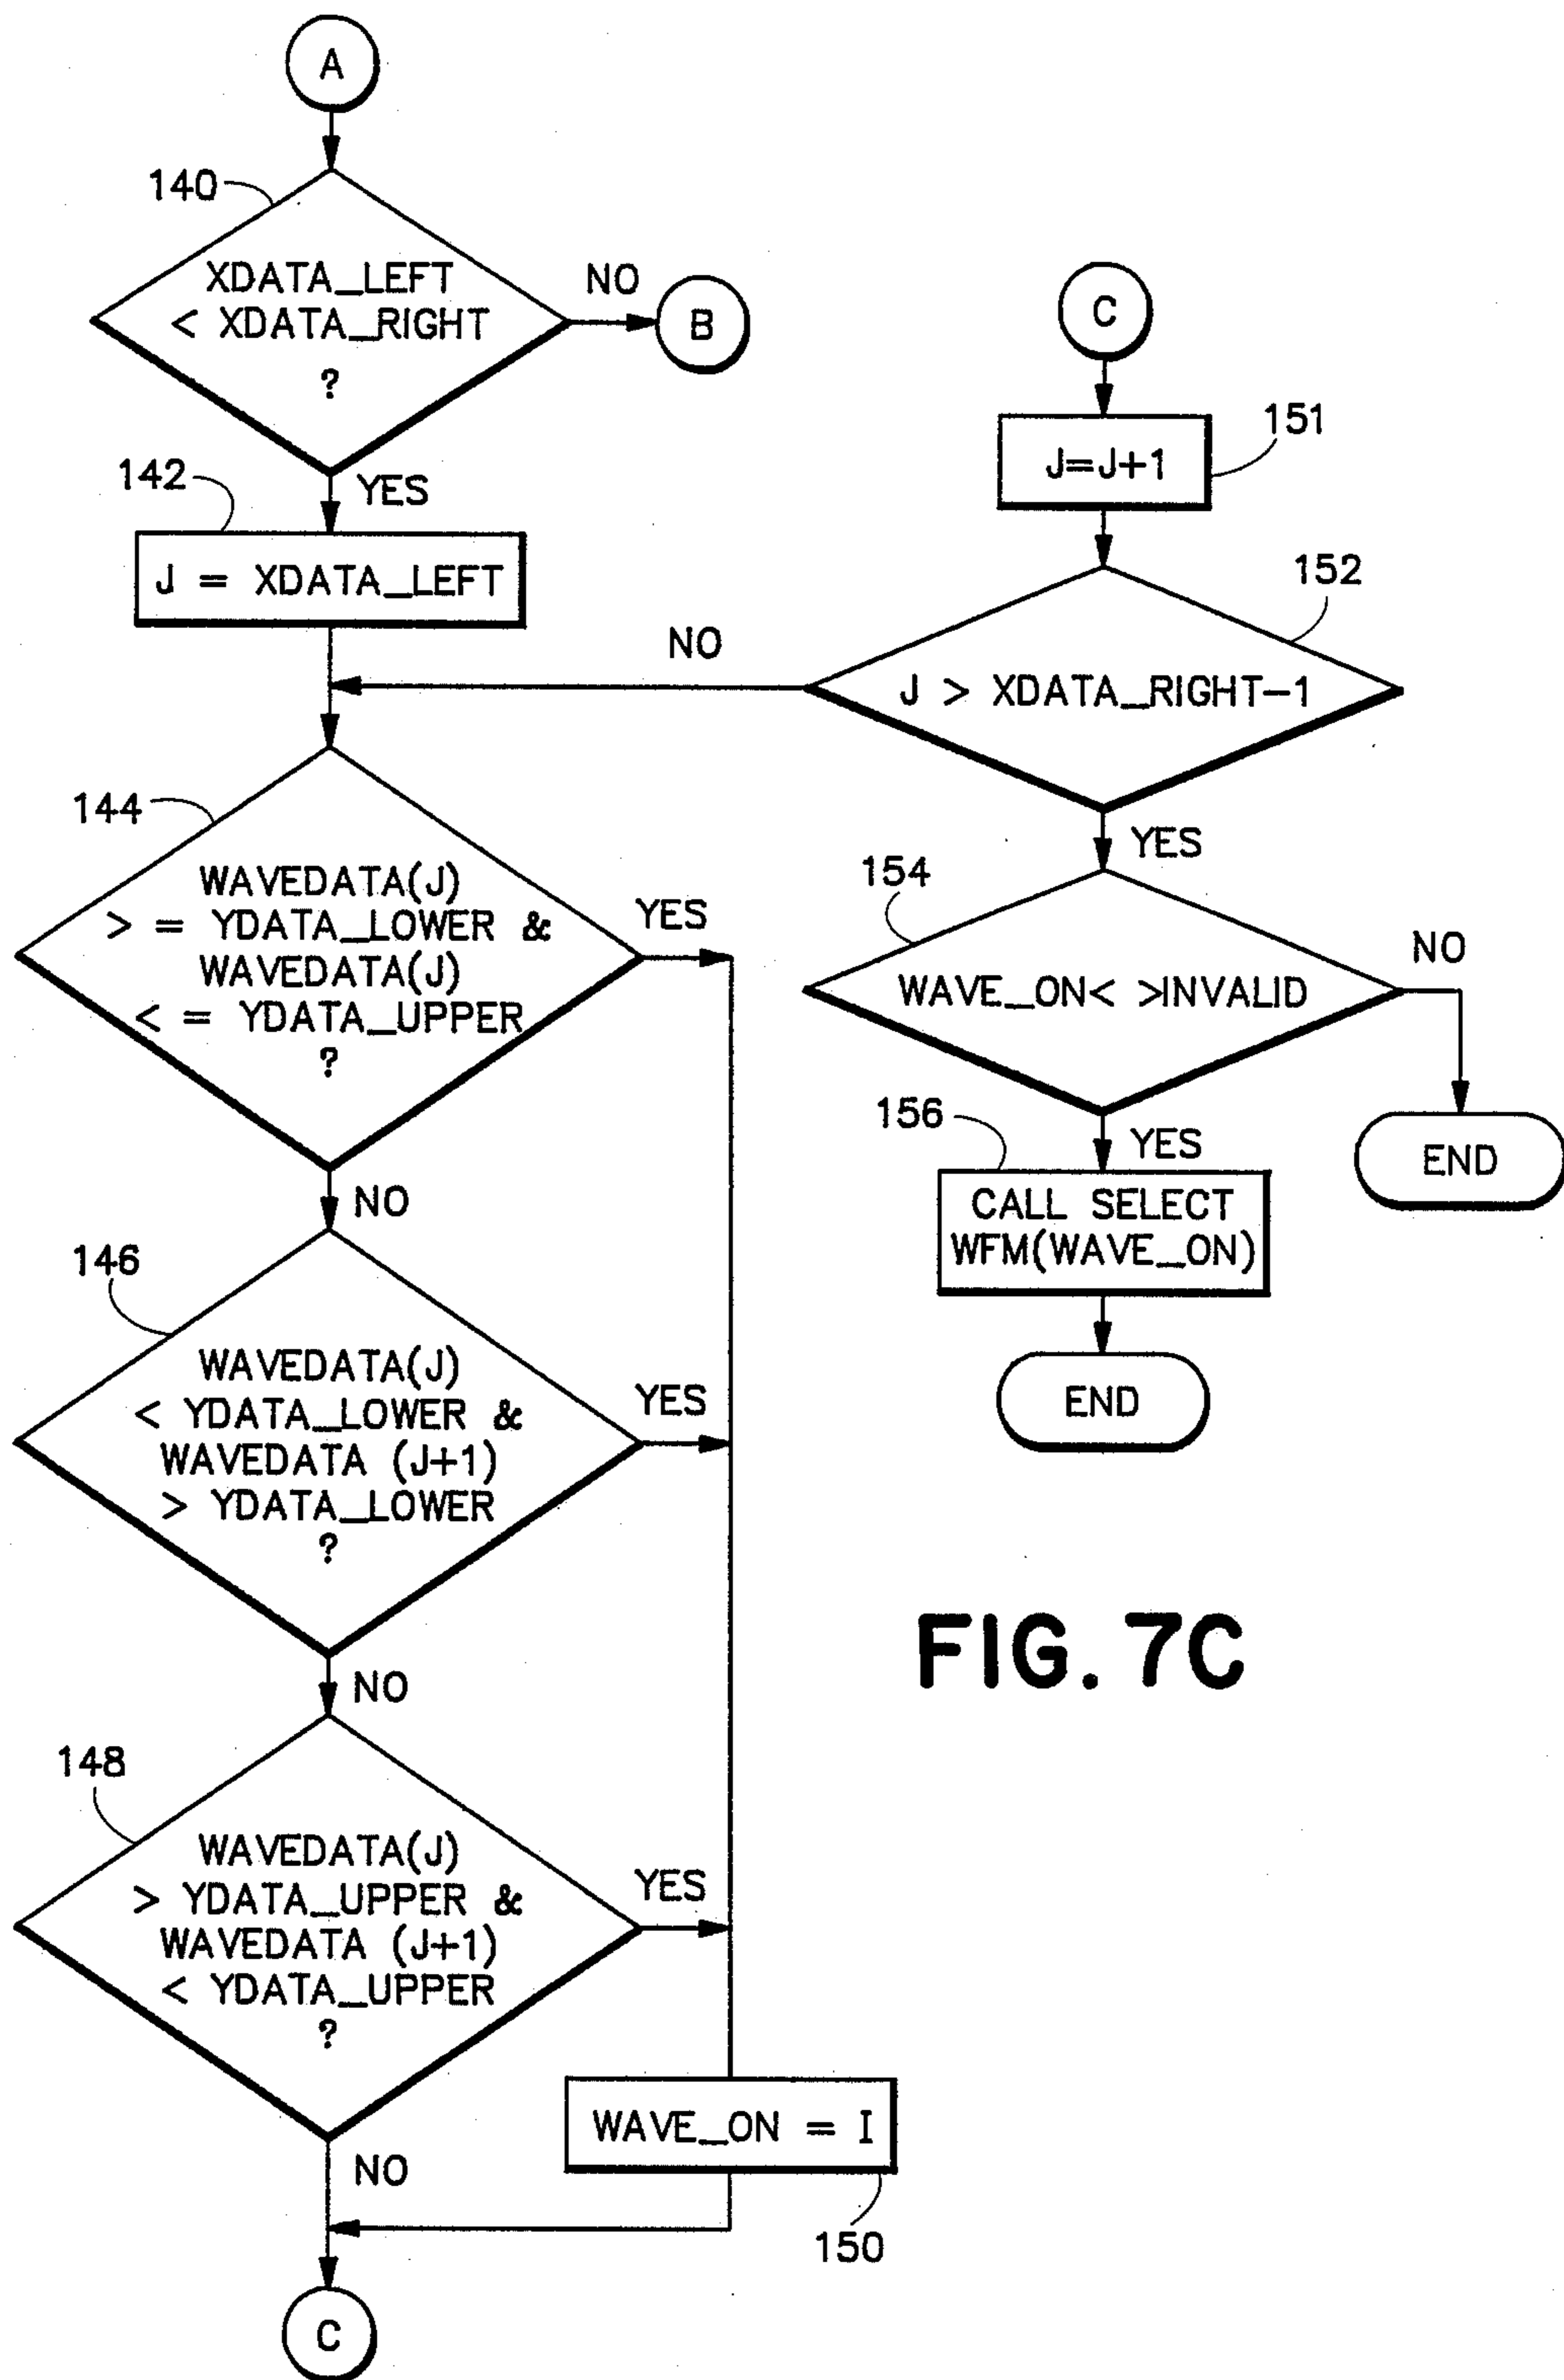 A
140
XDATA_LEFT
< XDATA_RIGHT
?
NO
B
YES
142
J = XDATA_LEFT
144
WAVEDATA(J)
> = YDATA_LOWER &
WAVEDATA(J)
< = YDATA_UPPER
?
YES
NO
146
WAVEDATA(J)
< YDATA_LOWER &
WAVEDATA (J+1)
> YDATA_LOWER
?
YES
NO
148
WAVEDATA(J)
> YDATA_UPPER &
WAVEDATA (J+1)
< YDATA_UPPER
?
YES
NO
WAVE_ON = I
150
C
C
J=J+1
151
152
J > XDATA_RIGHT-1
NO
YES
154
WAVE_ON< >INVALID
NO
END
YES
156
CALL SELECT
WFM(WAVE_ON)
END
FIG. 7C